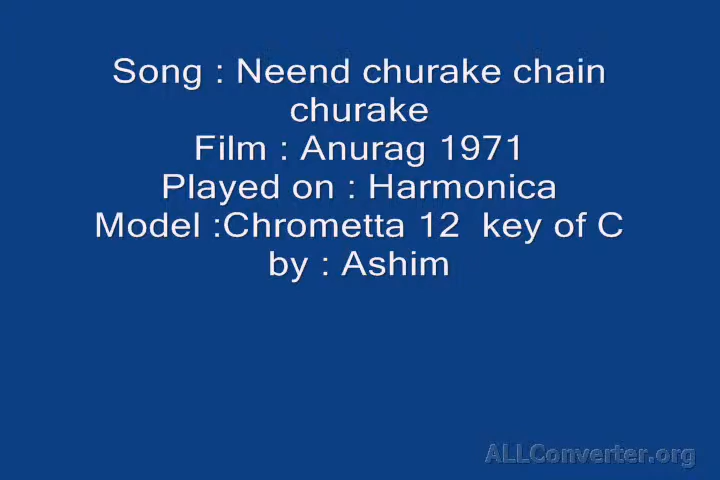 Song : Neend churake chain
churake
Film : Anurag 1971
Played on : Harmonica
Model :Chrometta 12  key of C
by : Ashim
ALLConverter.org